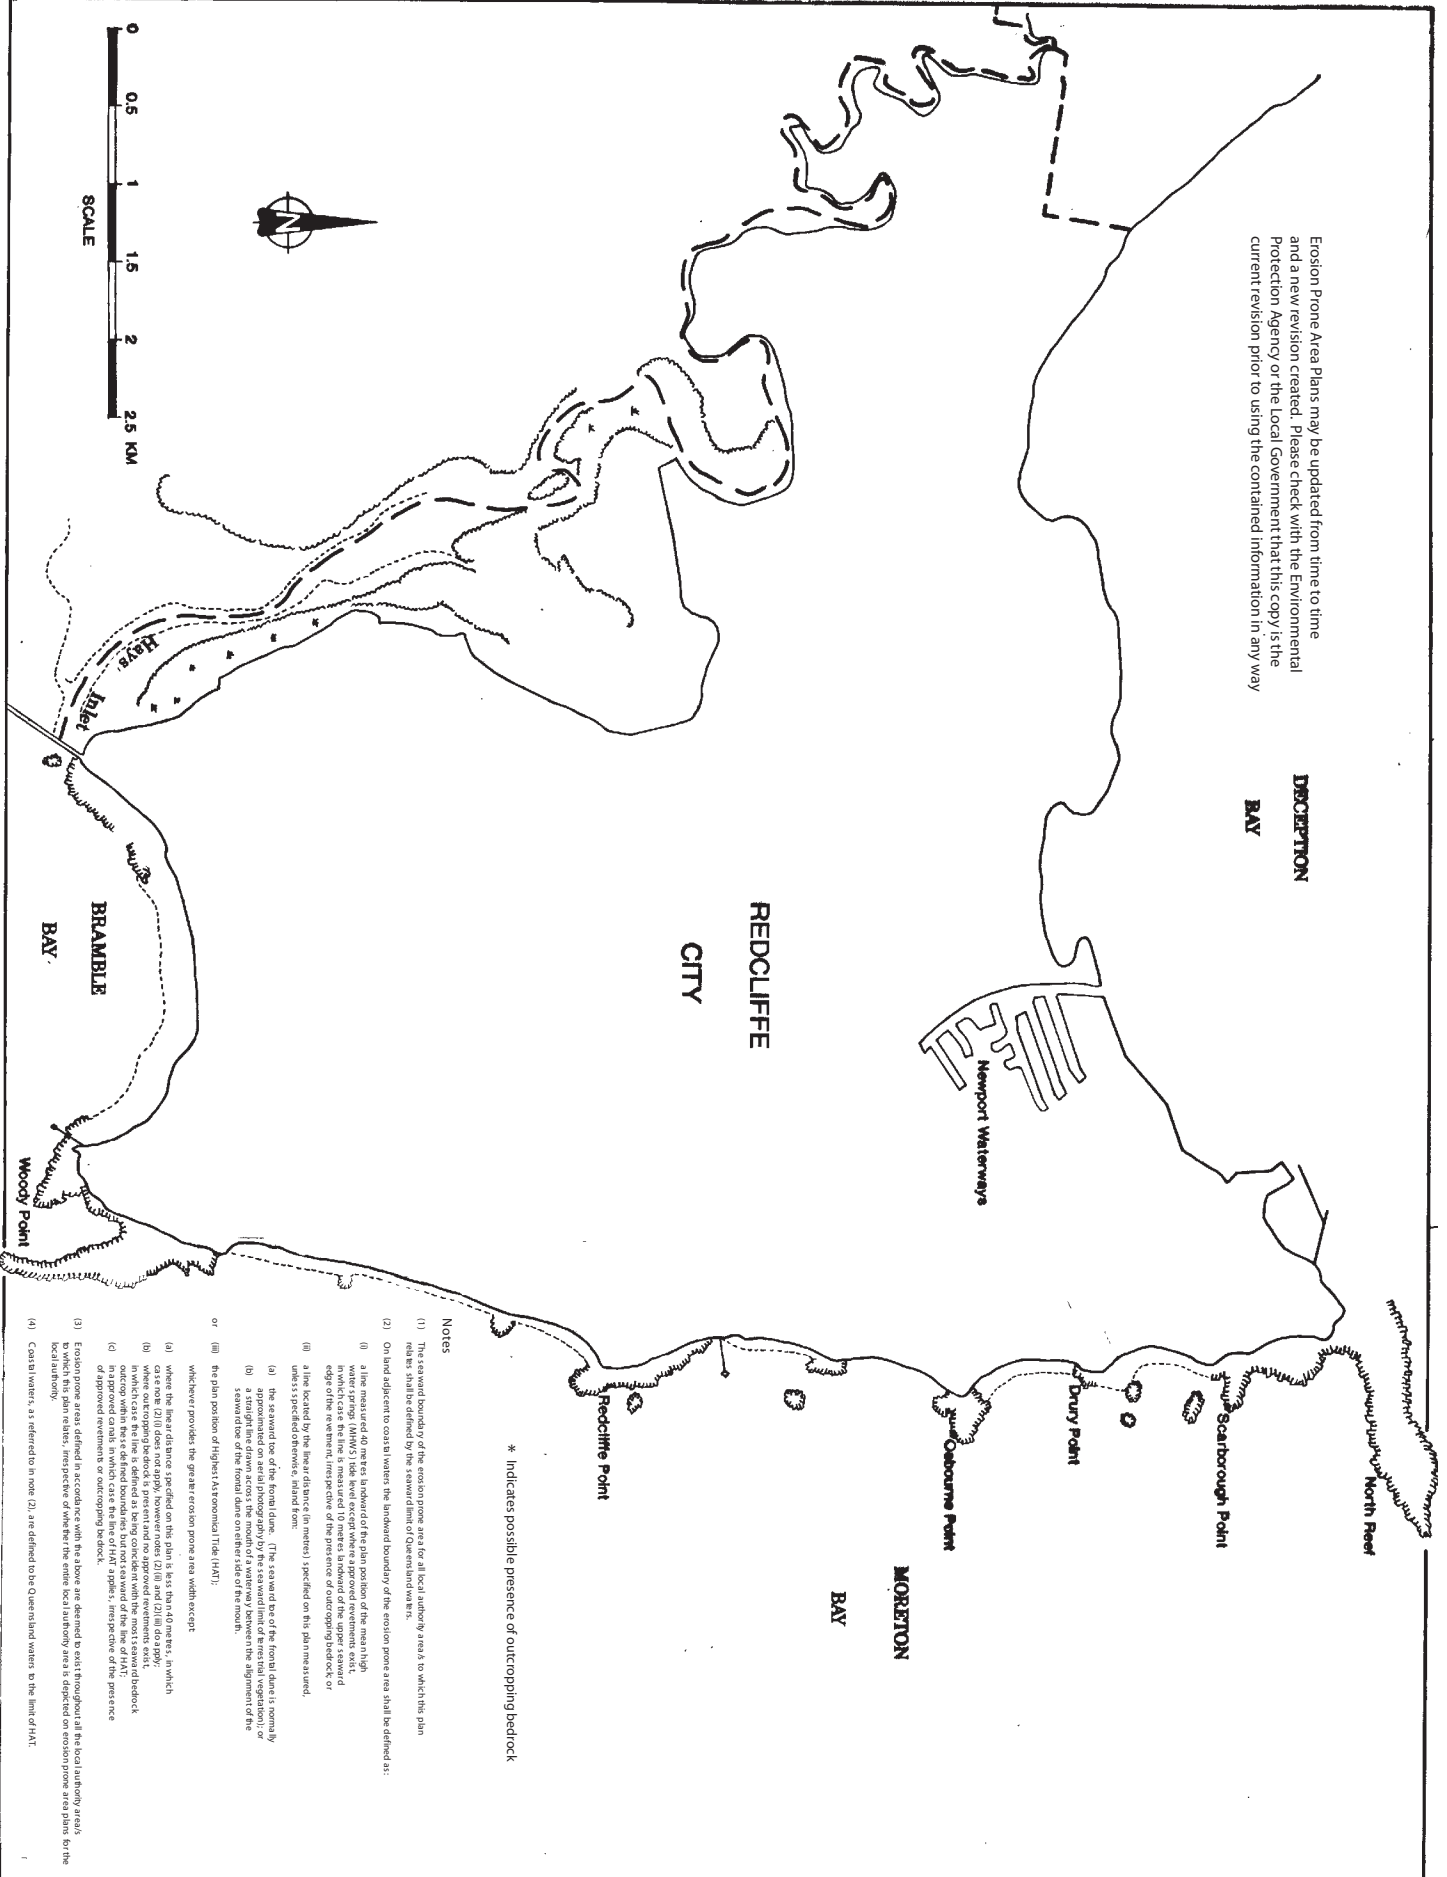 Erosion Prone Area Plans may be updated from time to time
and a new revision created. Please check with the Environmental
Protection Agency or the Local Government that this copy is the
current revision prior to using the contained information in any way
DECEPTION
BAY
North Reef
Scarborough Point
Drury Point
Newport Waterways
Osbourne Point
MORETON
BAY
REDCLIFFE
CITY
Redcliffe Point
* Indicates possible presence of outcropping bedrock
Notes
(1) The seaward boundary of the erosion prone area for all local authority area/s to which this plan
relates shall be defined by the seaward limit of Queensland waters.
(2) On land adjacent to coastal waters the landward boundary of the erosion prone area shall be defined as:
(i) a line measured 40 metres landward of the plan position of the mean high
water springs (MHWS) tide level except where approved revetments exist,
in which case the line is measured 10 metres landward of the upper seaward
edge of the revetment, irrespective of the presence of outcropping bedrock; or
(ii) a line located by the linear distance (in metres) specified on this plan measured,
unless specified otherwise, inland from:
(a) the seaward toe of the frontal dune. (The seaward toe of the frontal dune is normally
approximated on aerial photography by the seaward limit of terrestrial vegetation); or
(b) a straight line drawn across the mouth of a waterway between the alignment of the
seaward toe of the frontal dune on either side of the mouth.
or (iii) the plan position of Highest Astronomical Tide (HAT);
whichever provides the greater erosion prone area width except
(a) where the linear distance specified on this plan is less than 40 metres, in which
case note (2)(i) does not apply, however notes (2)(ii) and (2)(iii) do apply;
(b) where outcropping bedrock is present and no approved revetments exist,
in which case the line is defined as being coincident with the most seaward bedrock
outcrop within these defined boundaries but not seaward of the line of HAT;
(c) in approved canals in which case the line of HAT applies, irrespective of the presence
of approved revetments or outcropping bedrock.
(3) Erosion prone areas defined in accordance with the above are deemed to exist throughout all the local authority area/s
to which this plan relates, irrespective of whether the entire local authority area is depicted on erosion prone area plans for the
local authority.
(4) Coastal waters, as referred to in note (2), are defined to be Queensland waters to the limit of HAT.
N
Hays
Inlet
BRAMBLE
BAY
Woody Point
0 0.5 1 1.5 2 2.5 KM
SCALE